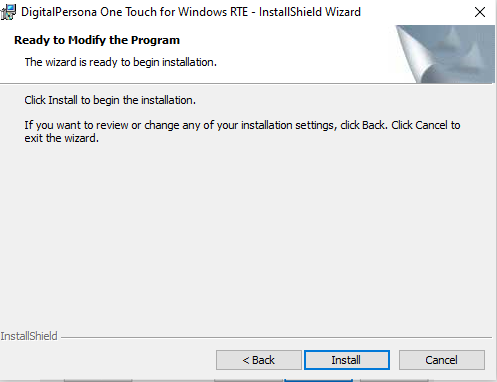 DigitalPersona One Touch for Windows RTE - InstallShield Wizard
Ready to Modify the Program
The wizard is ready to begin installation.
Click Install to begin the installation.
If you want to review or change any of your installation settings, click Back. Click Cancel to
exit the wizard.
InstallShield
< Back
Install
Cancel